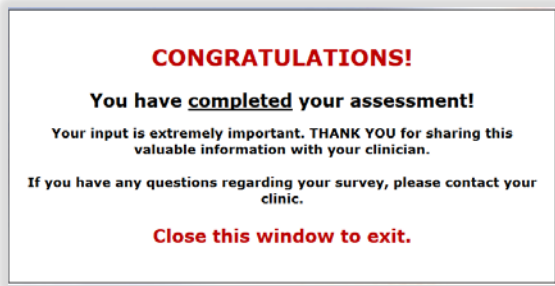 CONGRATULATIONS!
You have completed your assessment!
Your input is extremely important. THANK YOU for sharing this
valuable information with your clinician.
If you have any questions regarding your survey, please contact your
clinic.
Close this window to exit.